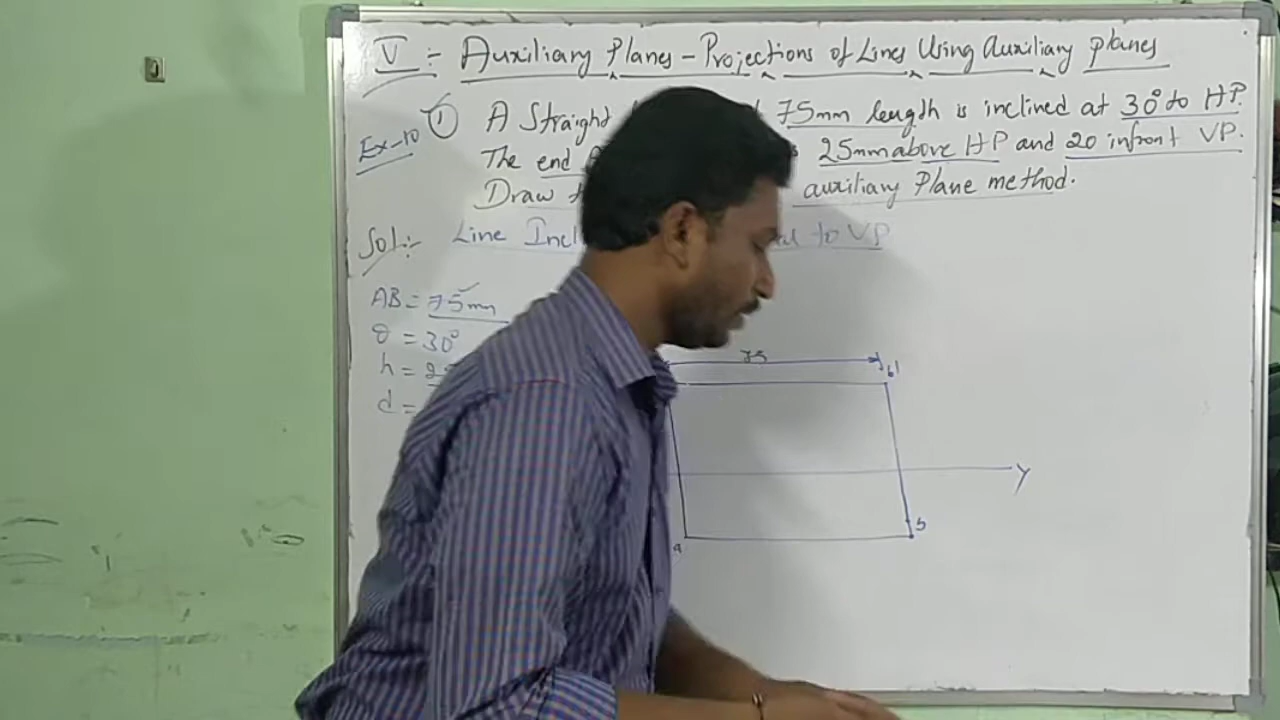 V :- Auxiliary Planes - Projections of Lines Using auxiliary planes
Ex-10 ① A Straight 75mm length is inclined at 30° to HP.
The end 25mm above HP and 20 infront VP.
Draw auxiliary Plane method.
Sol:- Line to VP
AB = 75mm
θ = 30°
h =
d =
75
b'
Y
a
b